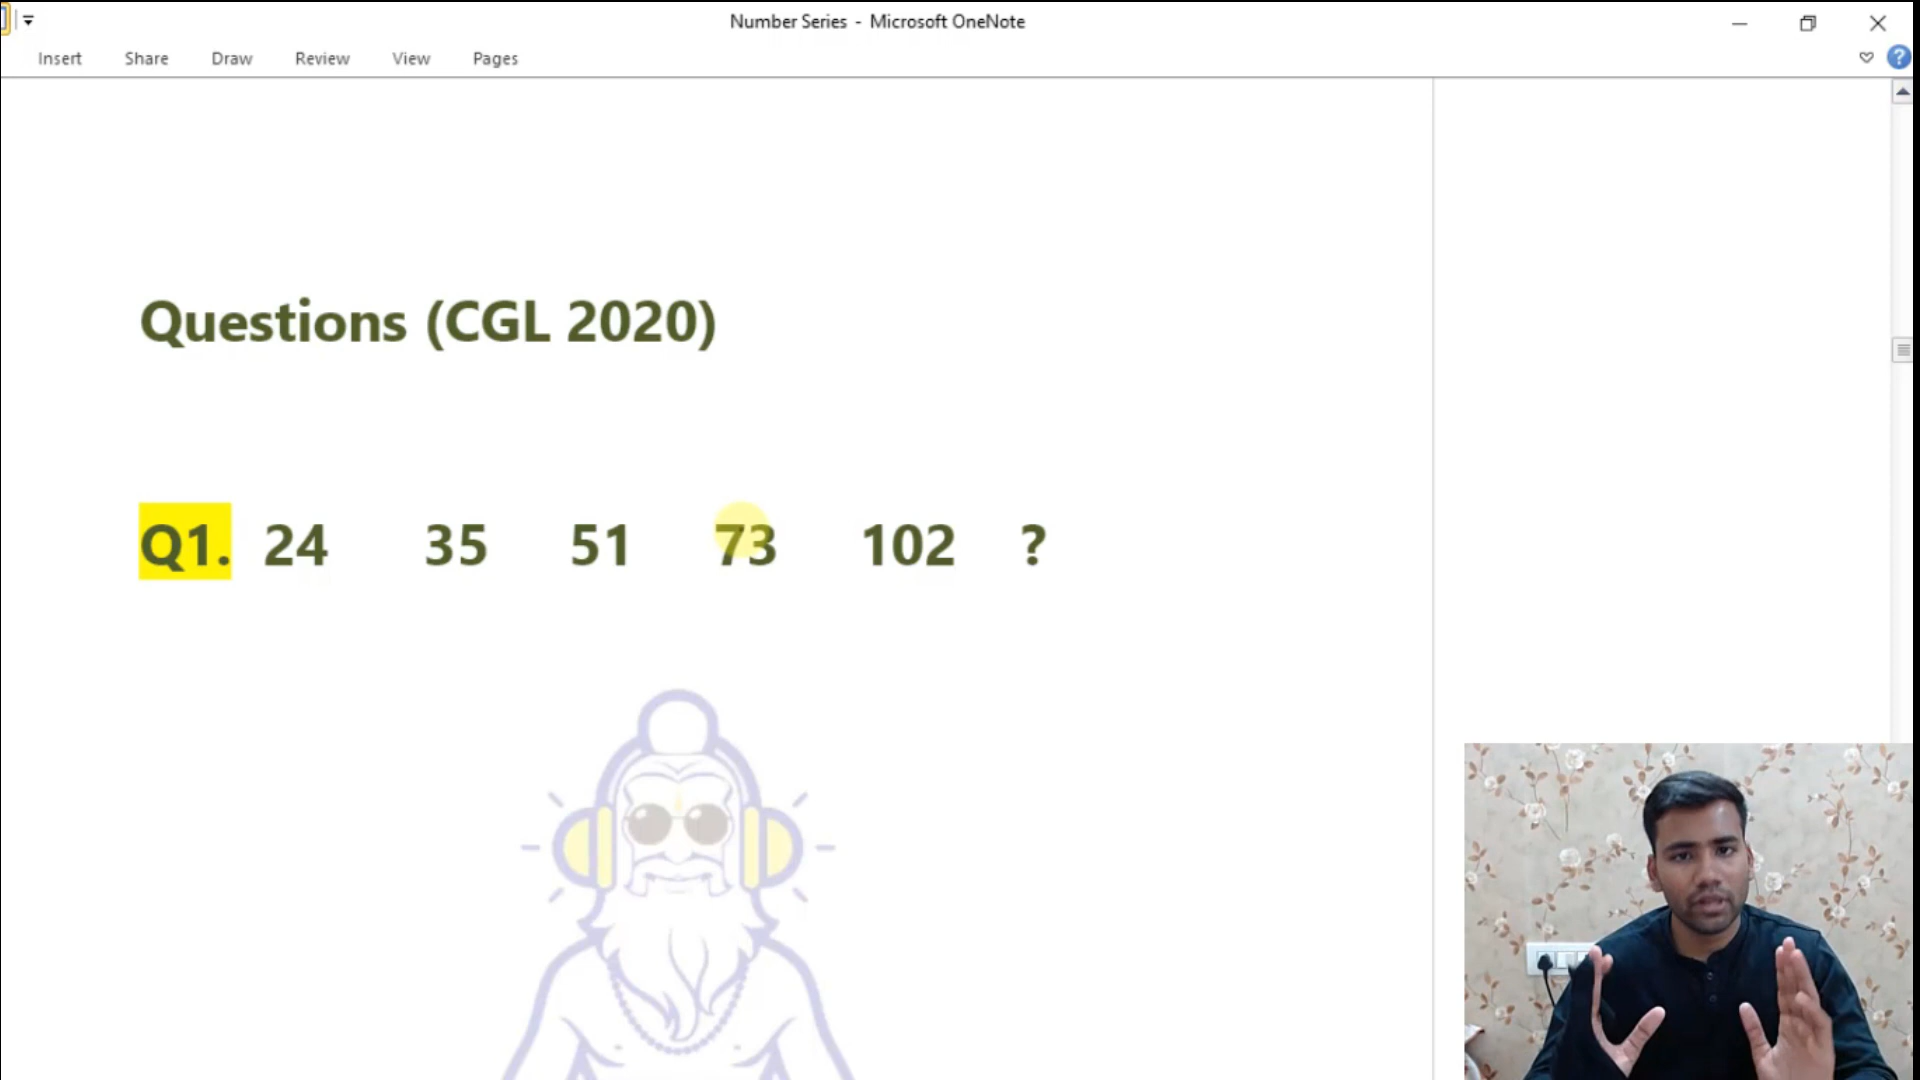 Number Series - Microsoft OneNote
Insert Share Draw Review View Pages
?
Questions (CGL 2020)
Q1. 24 35 51 73 102 ?